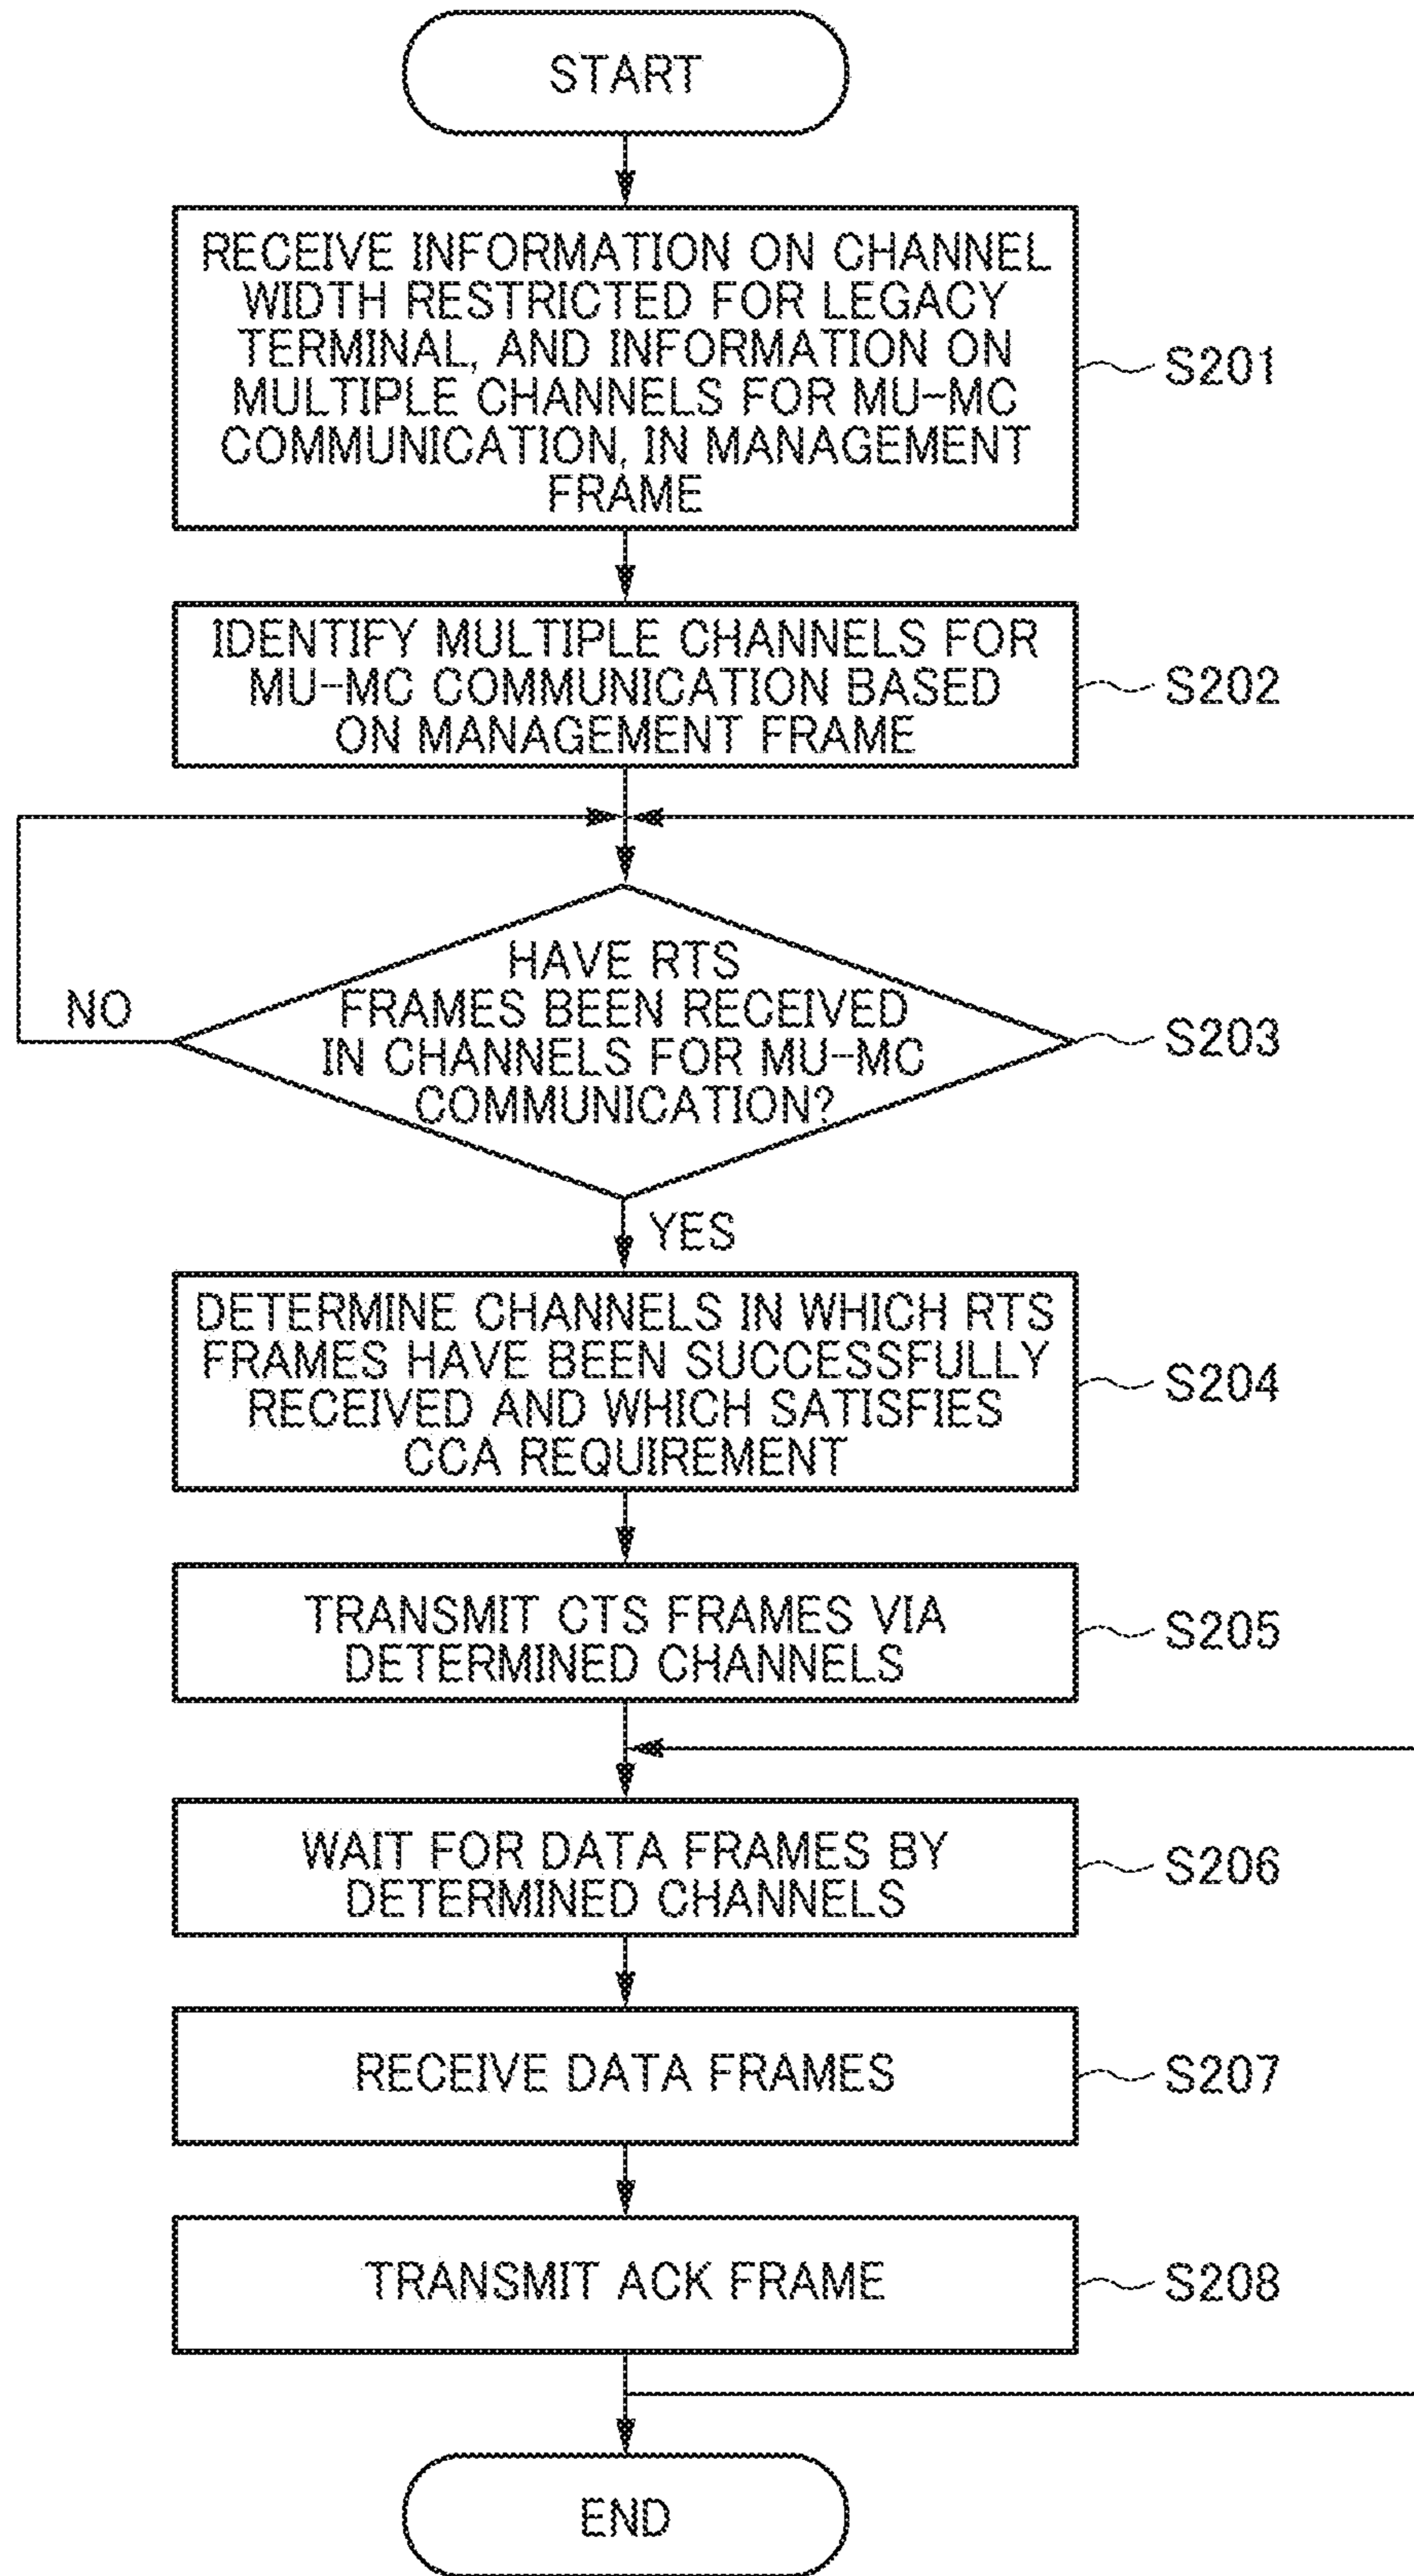 START
RECEIVE INFORMATION ON CHANNEL
WIDTH RESTRICTED FOR LEGACY
TERMINAL, AND INFORMATION ON
MULTIPLE CHANNELS FOR MU-MC
COMMUNICATION, IN MANAGEMENT
FRAME
S201
IDENTIFY MULTIPLE CHANNELS FOR
MU-MC COMMUNICATION BASED
ON MANAGEMENT FRAME
S202
HAVE RTS
FRAMES BEEN RECEIVED
IN CHANNELS FOR MU-MC
COMMUNICATION?
NO
S203
YES
DETERMINE CHANNELS IN WHICH RTS
FRAMES HAVE BEEN SUCCESSFULLY
RECEIVED AND WHICH SATISFIES
CCA REQUIREMENT
S204
TRANSMIT CTS FRAMES VIA
DETERMINED CHANNELS
S205
WAIT FOR DATA FRAMES BY
DETERMINED CHANNELS
S206
RECEIVE DATA FRAMES
S207
TRANSMIT ACK FRAME
S208
END